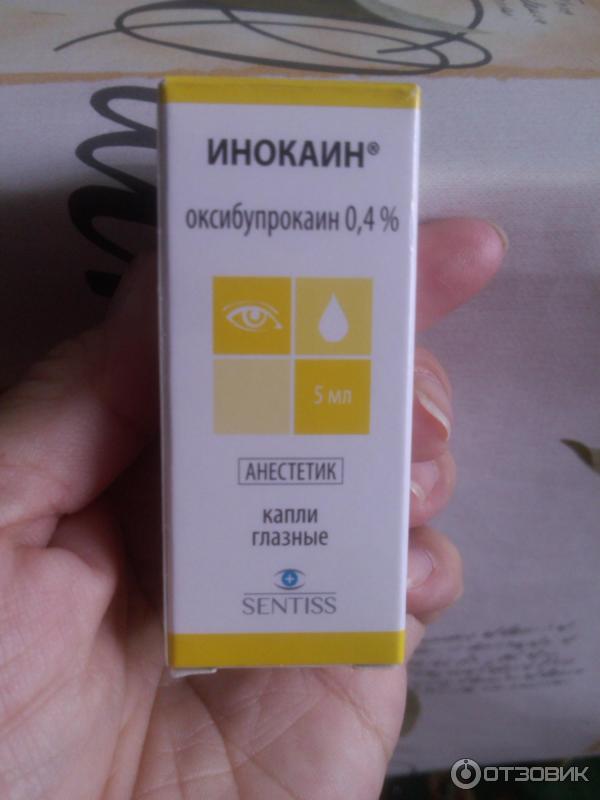 ИНОКАИН®
оксибупрокаин 0,4 %
5 мл
АНЕСТЕТИК
капли
глазные
SENTISS
ОТЗОВИК